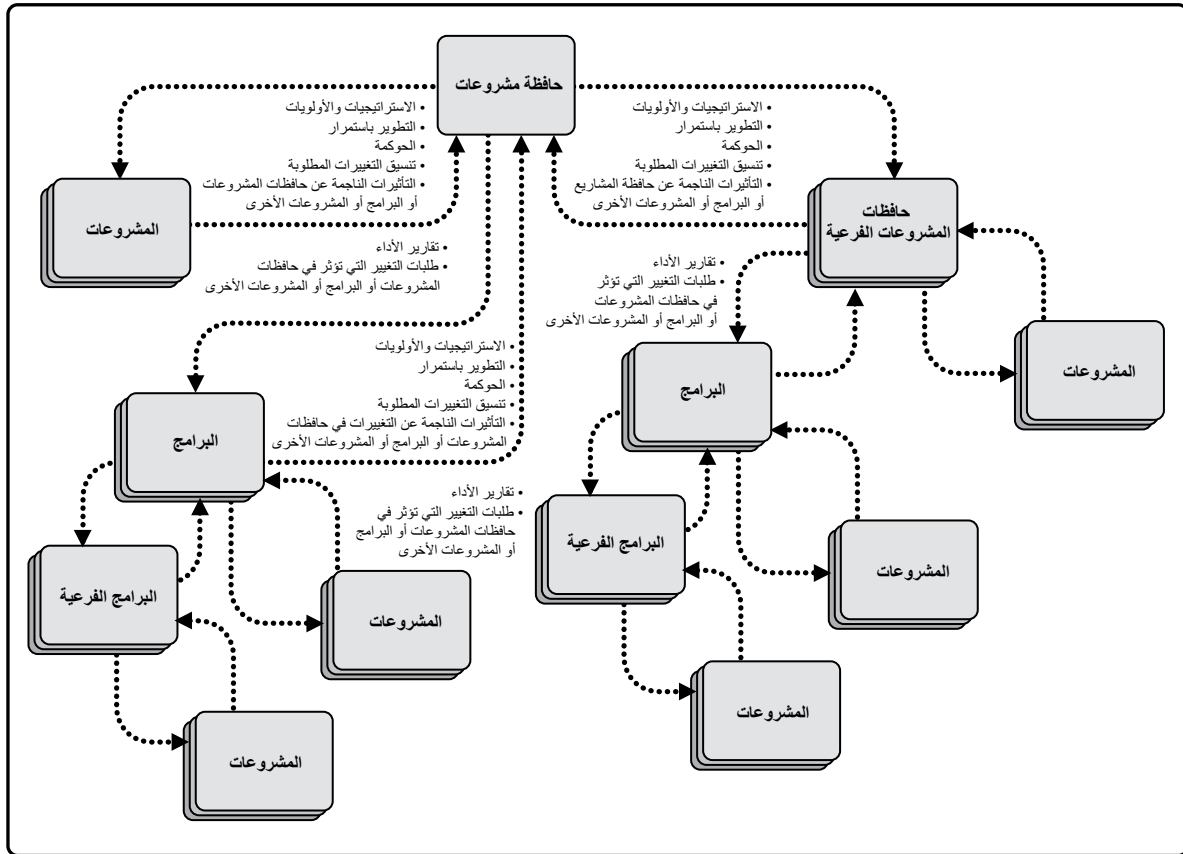 حافظة مشروعات
• الاستراتيجيات والأولويات
• التطوير باستمرار
• الحوكمة
• تنسيق التغييرات المطلوبة
• التأثيرات الناجمة عن حافظة المشاريع
أو البرامج أو المشروعات الأخرى
• الاستراتيجيات والأولويات
• التطوير باستمرار
• الحوكمة
• تنسيق التغييرات المطلوبة
• التأثيرات الناجمة عن حافظات المشروعات
أو البرامج أو المشروعات الأخرى
حافظات
المشروعات الفرعية
المشروعات
• تقارير الأداء
• طلبات التغيير التي تؤثر
في حافظات المشروعات
أو البرامج أو المشروعات الأخرى
• تقارير الأداء
• طلبات التغيير التي تؤثر في حافظات
المشروعات أو البرامج أو المشروعات الأخرى
المشروعات
البرامج
• الاستراتيجيات والأولويات
• التطوير باستمرار
• الحوكمة
• تنسيق التغييرات المطلوبة
• التأثيرات الناجمة عن التغييرات في حافظات
المشروعات أو البرامج أو المشروعات الأخرى
البرامج
• تقارير الأداء
• طلبات التغيير التي تؤثر في
حافظات المشروعات أو البرامج
أو المشروعات الأخرى
البرامج الفرعية
المشروعات
البرامج الفرعية
المشروعات
المشروعات
المشروعات